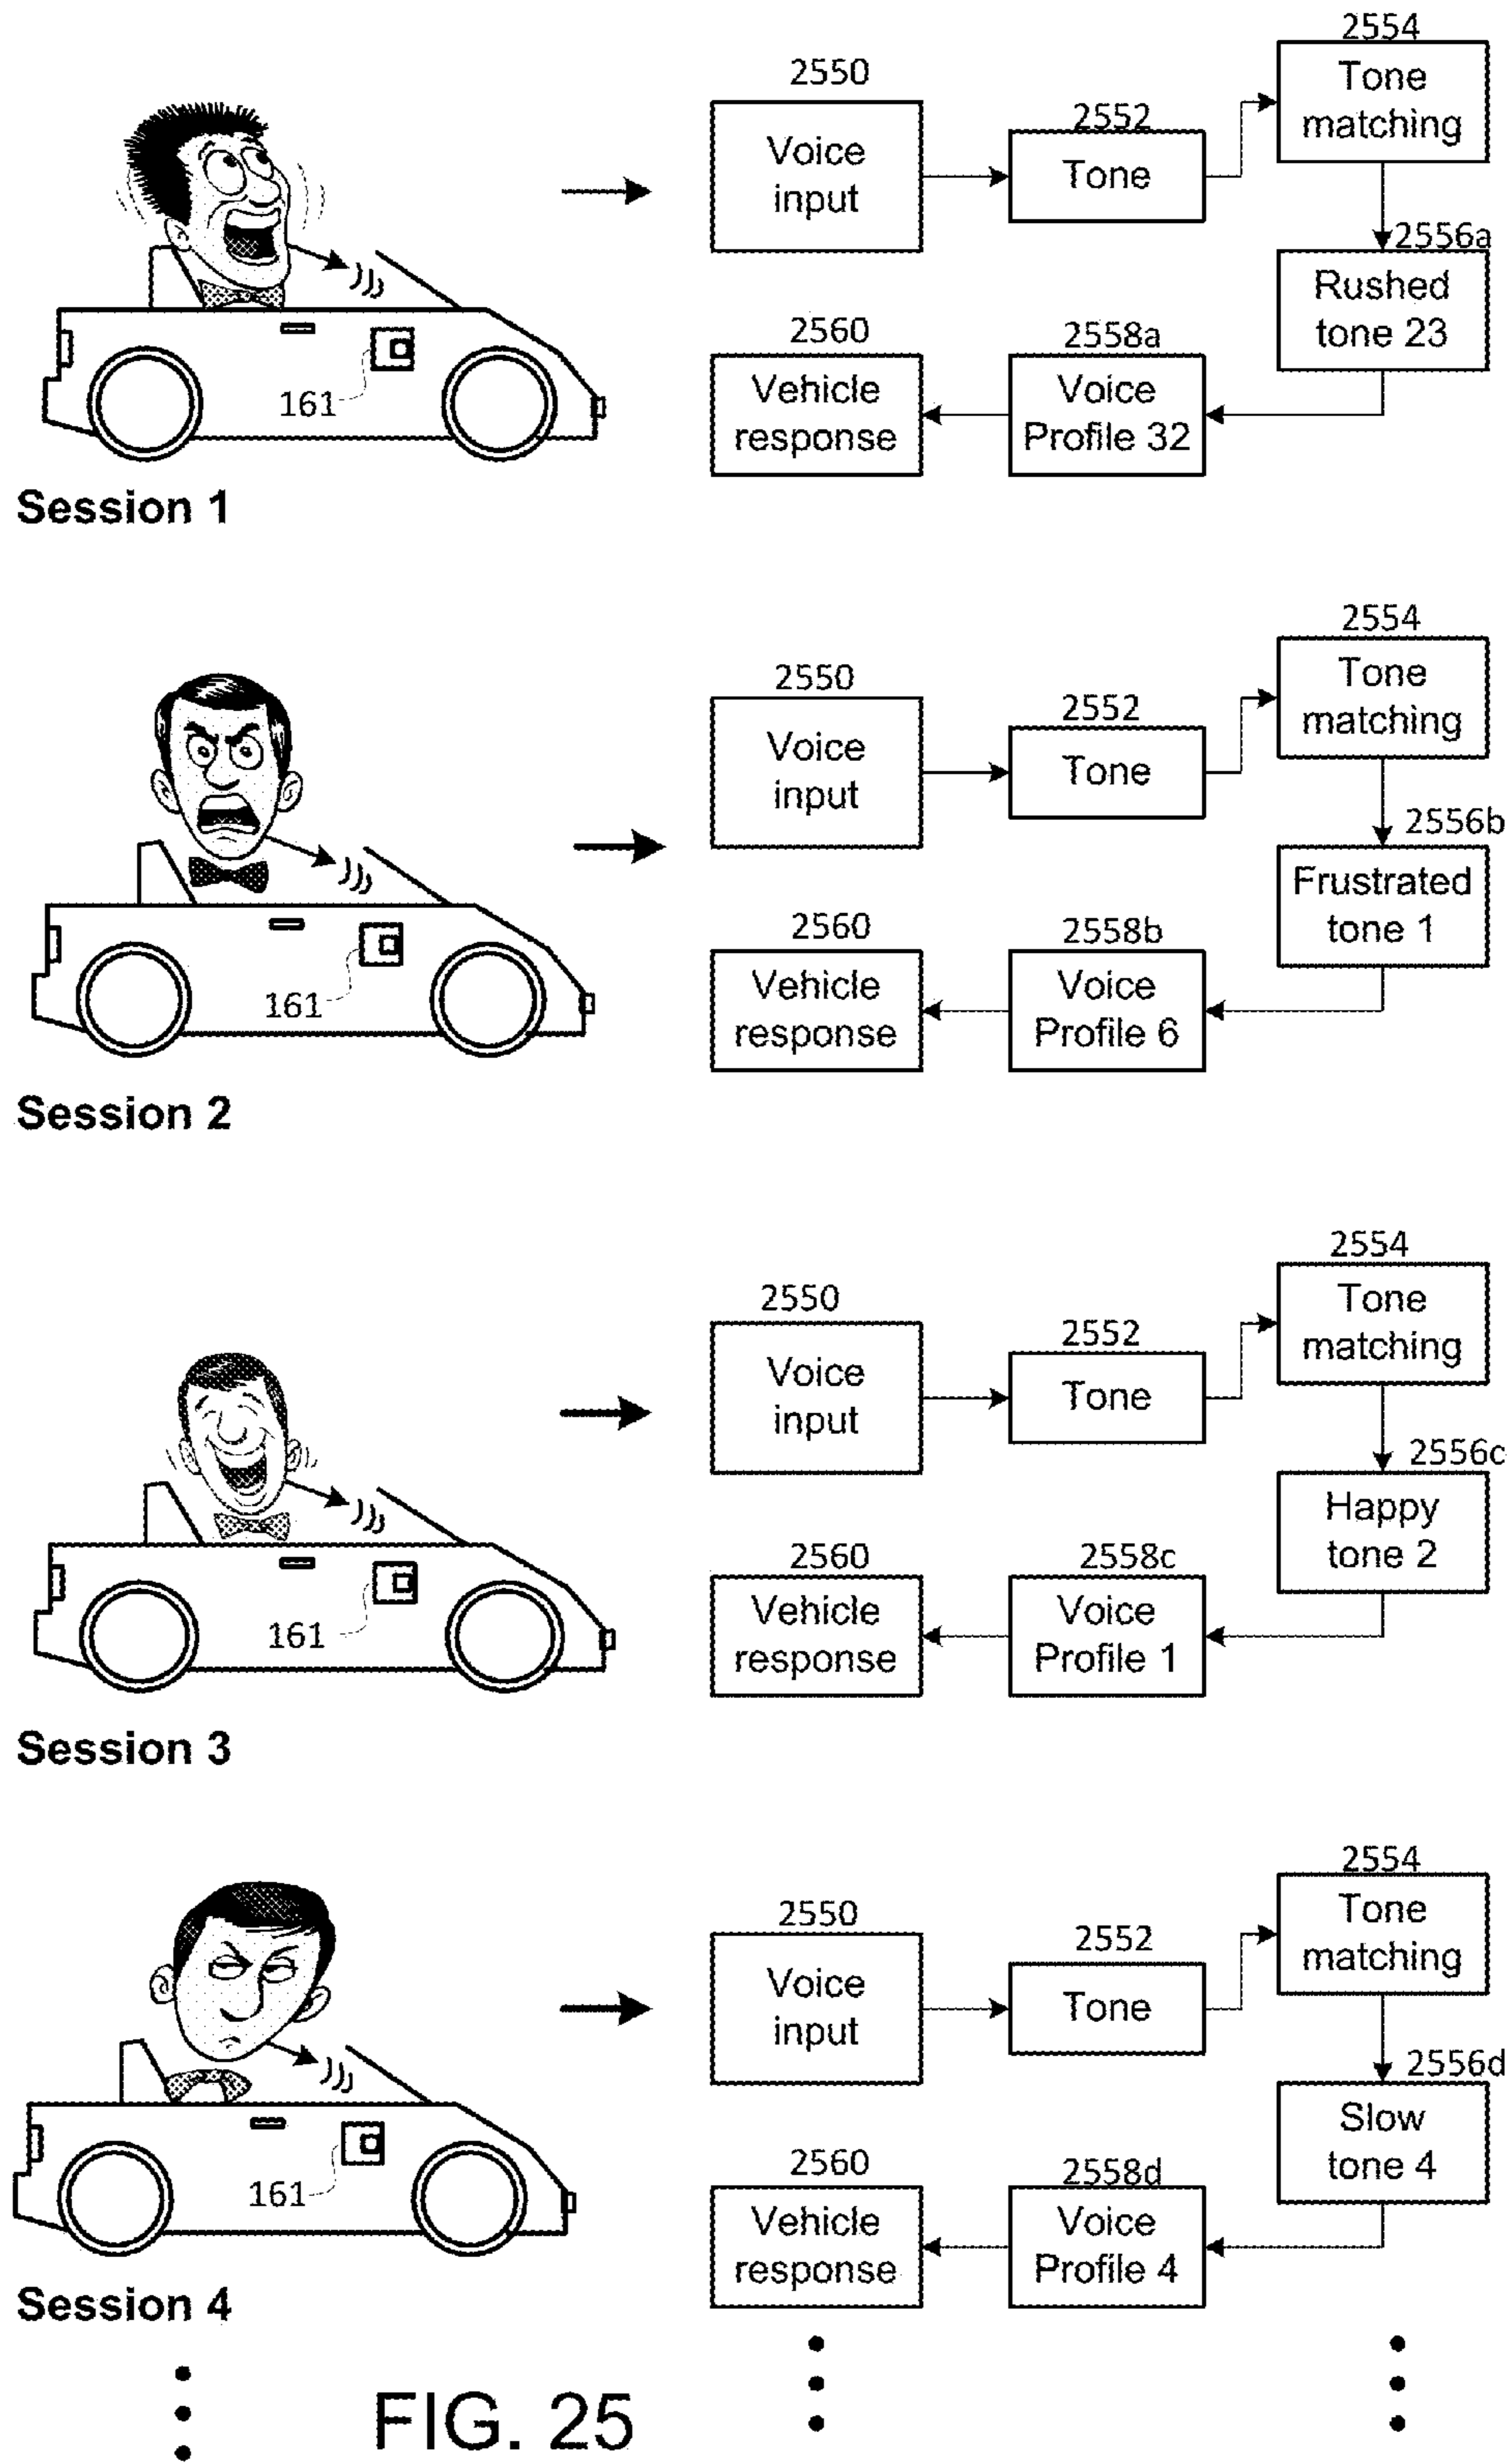 2554
2550
Tone
matching
2552
Voice
input
Tone
2556a
Rushed
tone 23
2560
2558a
161
Vehicle
response
Voice
Profile 32
Session 1
2554
2550
Tone
matching
2552
Voice
input
Tone
2556b
Frustrated
tone 1
2560
2558b
161
Vehicle
response
Voice
Profile 6
Session 2
2554
2550
Tone
matching
2552
Voice
input
Tone
2556c
Happy
tone 2
2560
2558c
161
Vehicle
response
Voice
Profile 1
Session 3
2554
2550
Tone
matching
2552
Voice
input
Tone
2556d
Slow
tone 4
2560
2558d
161
Vehicle
response
Voice
Profile 4
Session 4
FIG. 25